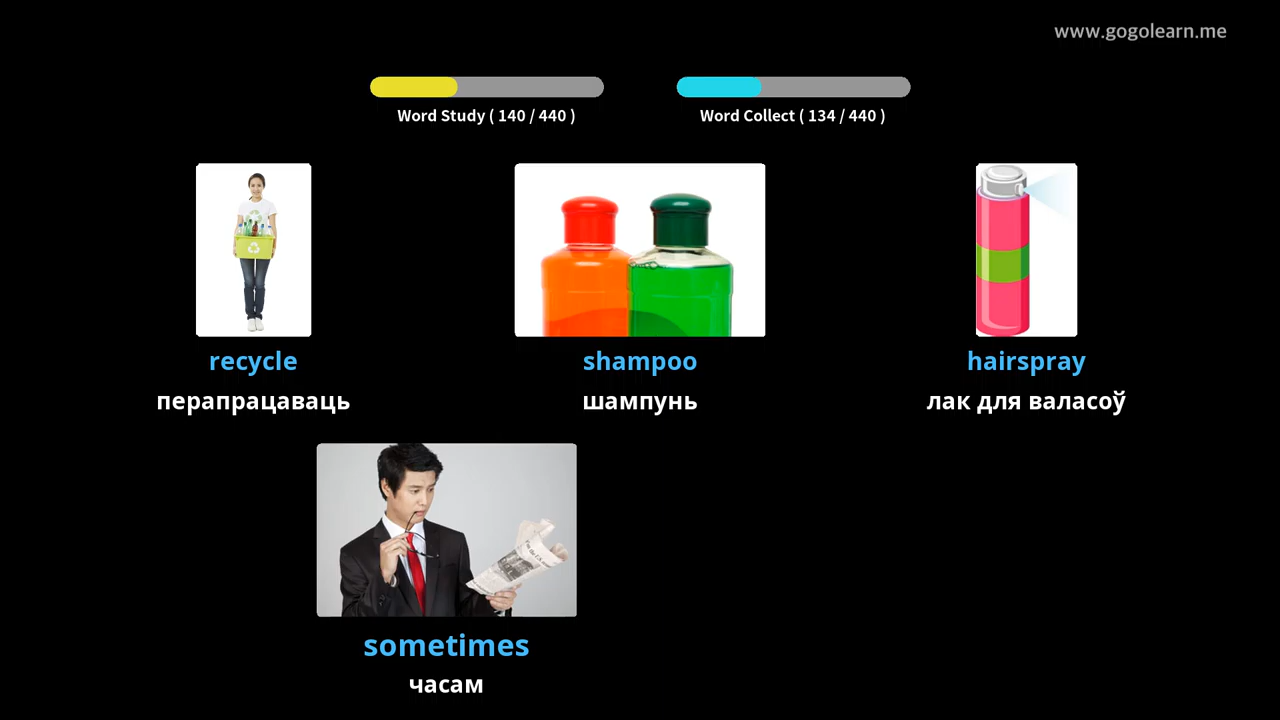 www.gogolearn.me
Word Study ( 140 / 440 )
Word Collect ( 134 / 440 )
recycle
перапрацаваць
shampoo
шампунь
hairspray
лак для валасоў
sometimes
часам